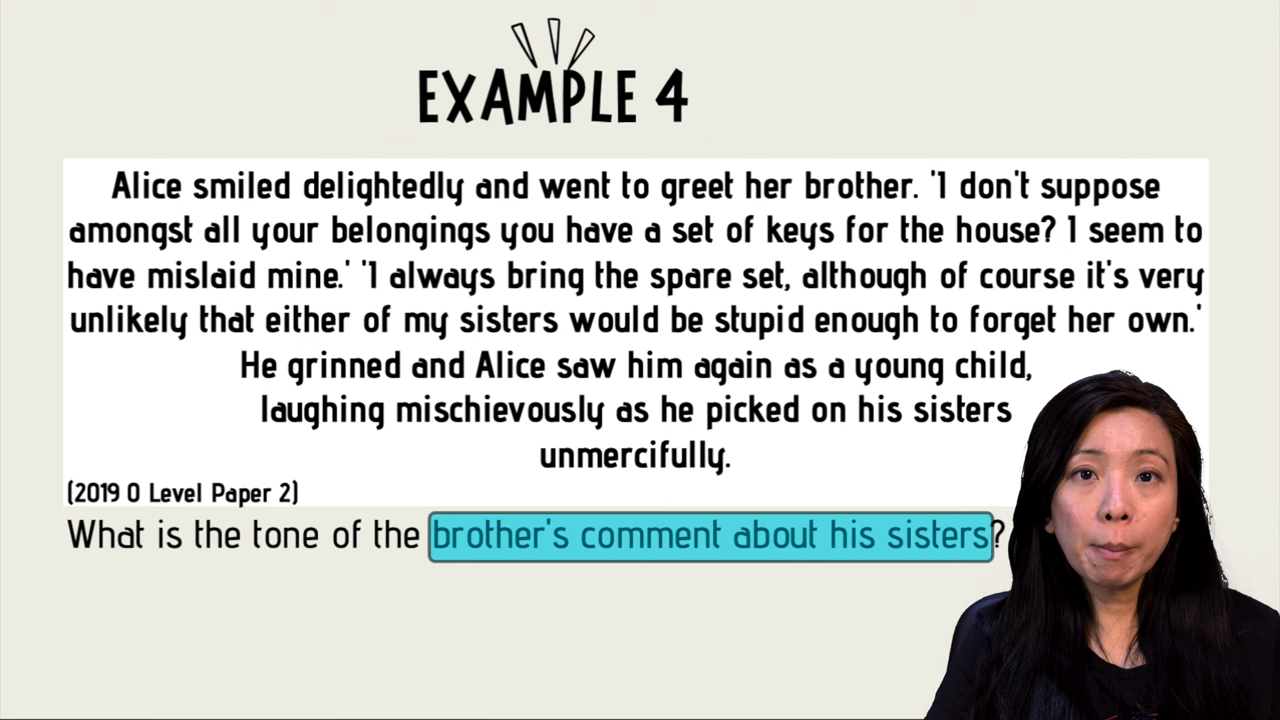 EXAMPLE 4
Alice smiled delightedly and went to greet her brother. 'I don't suppose
amongst all your belongings you have a set of keys for the house? I seem to
have mislaid mine.' 'I always bring the spare set, although of course it's very
unlikely that either of my sisters would be stupid enough to forget her own.'
He grinned and Alice saw him again as a young child,
laughing mischievously as he picked on his sisters
unmercifully.
(2019 O Level Paper 2)
What is the tone of the brother's comment about his sisters?